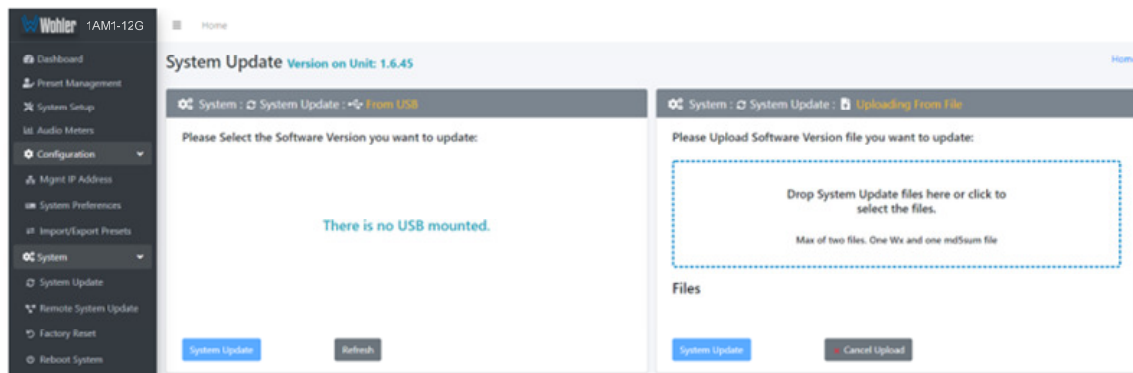 Wohler 1AM1-12G
Home
Dashboard
Preset Management
System Setup
Audio Meters
Configuration
Mgmt IP Address
System Preferences
Import/Export Presets
System
System Update
Remote System Update
Factory Reset
Reboot System
System Update Version on Unit: 1.6.45
Home
System : System Update : From USB
Please Select the Software Version you want to update:
There is no USB mounted.
System Update Refresh
System : System Update : Uploading From File
Please Upload Software Version file you want to update:
Drop System Update files here or click to
select the files.
Max of two files. One Wx and one md5sum file
Files
System Update Cancel Upload